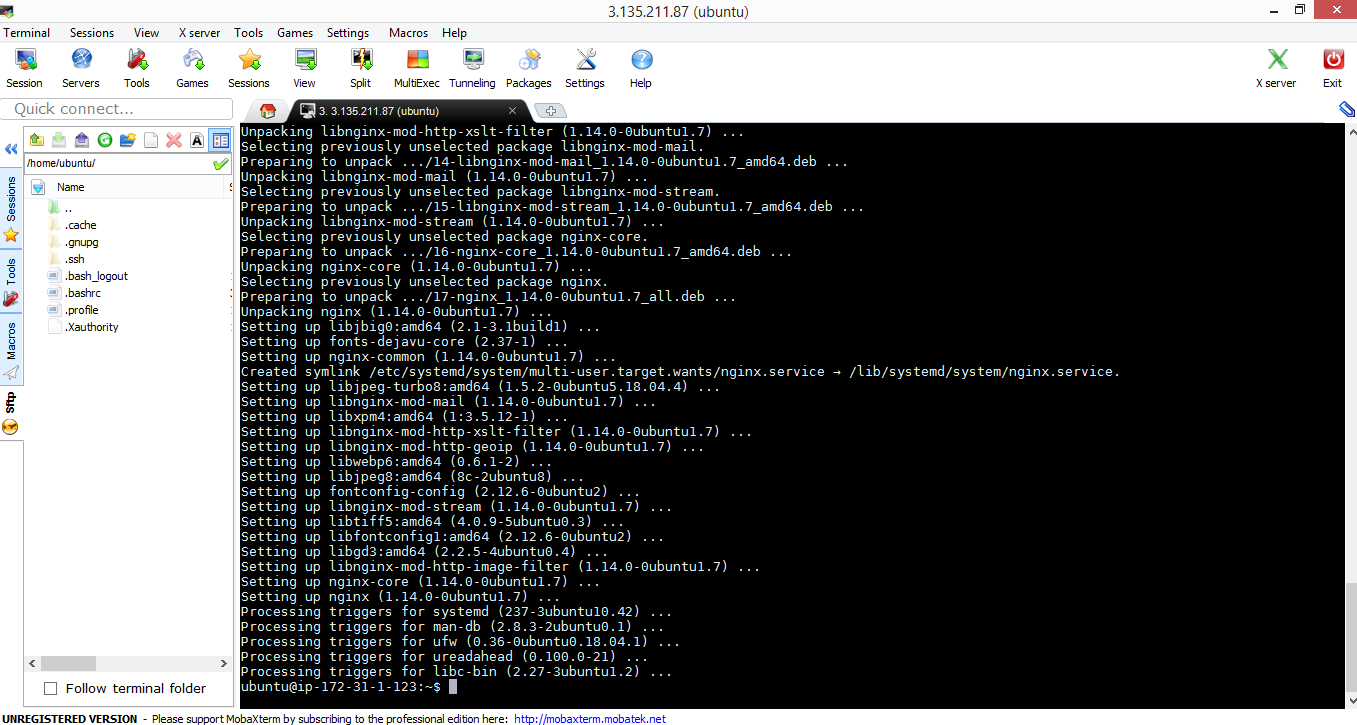 3.135.211.87 (ubuntu)
Terminal Sessions View X server Tools Games Settings Macros Help
Session Servers Tools Games Sessions View Split MultiExec Tunneling Packages Settings Help X server Exit
Quick connect...
3. 3.135.211.87 (ubuntu)
/home/ubuntu/
Name
..
.cache
.gnupg
.ssh
.bash_logout
.bashrc
.profile
.Xauthority
Sessions
Tools
Macros
Sftp
Follow terminal folder
Unpacking libnginx-mod-http-xslt-filter (1.14.0-0ubuntu1.7) ...
Selecting previously unselected package libnginx-mod-mail.
Preparing to unpack .../14-libnginx-mod-mail_1.14.0-0ubuntu1.7_amd64.deb ...
Unpacking libnginx-mod-mail (1.14.0-0ubuntu1.7) ...
Selecting previously unselected package libnginx-mod-stream.
Preparing to unpack .../15-libnginx-mod-stream_1.14.0-0ubuntu1.7_amd64.deb ...
Unpacking libnginx-mod-stream (1.14.0-0ubuntu1.7) ...
Selecting previously unselected package nginx-core.
Preparing to unpack .../16-nginx-core_1.14.0-0ubuntu1.7_amd64.deb ...
Unpacking nginx-core (1.14.0-0ubuntu1.7) ...
Selecting previously unselected package nginx.
Preparing to unpack .../17-nginx_1.14.0-0ubuntu1.7_all.deb ...
Unpacking nginx (1.14.0-0ubuntu1.7) ...
Setting up libjbig0:amd64 (2.1-3.1build1) ...
Setting up fonts-dejavu-core (2.37-1) ...
Setting up nginx-common (1.14.0-0ubuntu1.7) ...
Created symlink /etc/systemd/system/multi-user.target.wants/nginx.service → /lib/systemd/system/nginx.service.
Setting up libjpeg-turbo8:amd64 (1.5.2-0ubuntu5.18.04.4) ...
Setting up libnginx-mod-mail (1.14.0-0ubuntu1.7) ...
Setting up libxpm4:amd64 (1:3.5.12-1) ...
Setting up libnginx-mod-http-xslt-filter (1.14.0-0ubuntu1.7) ...
Setting up libnginx-mod-http-geoip (1.14.0-0ubuntu1.7) ...
Setting up libwebp6:amd64 (0.6.1-2) ...
Setting up libjpeg8:amd64 (8c-2ubuntu8) ...
Setting up fontconfig-config (2.12.6-0ubuntu2) ...
Setting up libnginx-mod-stream (1.14.0-0ubuntu1.7) ...
Setting up libtiff5:amd64 (4.0.9-5ubuntu0.3) ...
Setting up libfontconfig1:amd64 (2.12.6-0ubuntu2) ...
Setting up libgd3:amd64 (2.2.5-4ubuntu0.4) ...
Setting up libnginx-mod-http-image-filter (1.14.0-0ubuntu1.7) ...
Setting up nginx-core (1.14.0-0ubuntu1.7) ...
Setting up nginx (1.14.0-0ubuntu1.7) ...
Processing triggers for systemd (237-3ubuntu10.42) ...
Processing triggers for man-db (2.8.3-2ubuntu0.1) ...
Processing triggers for ufw (0.36-0ubuntu0.18.04.1) ...
Processing triggers for ureadahead (0.100.0-21) ...
Processing triggers for libc-bin (2.27-3ubuntu1.2) ...
ubuntu@ip-172-31-1-123:~$
UNREGISTERED VERSION - Please support MobaXterm by subscribing to the professional edition here: http://mobaxterm.mobatek.net